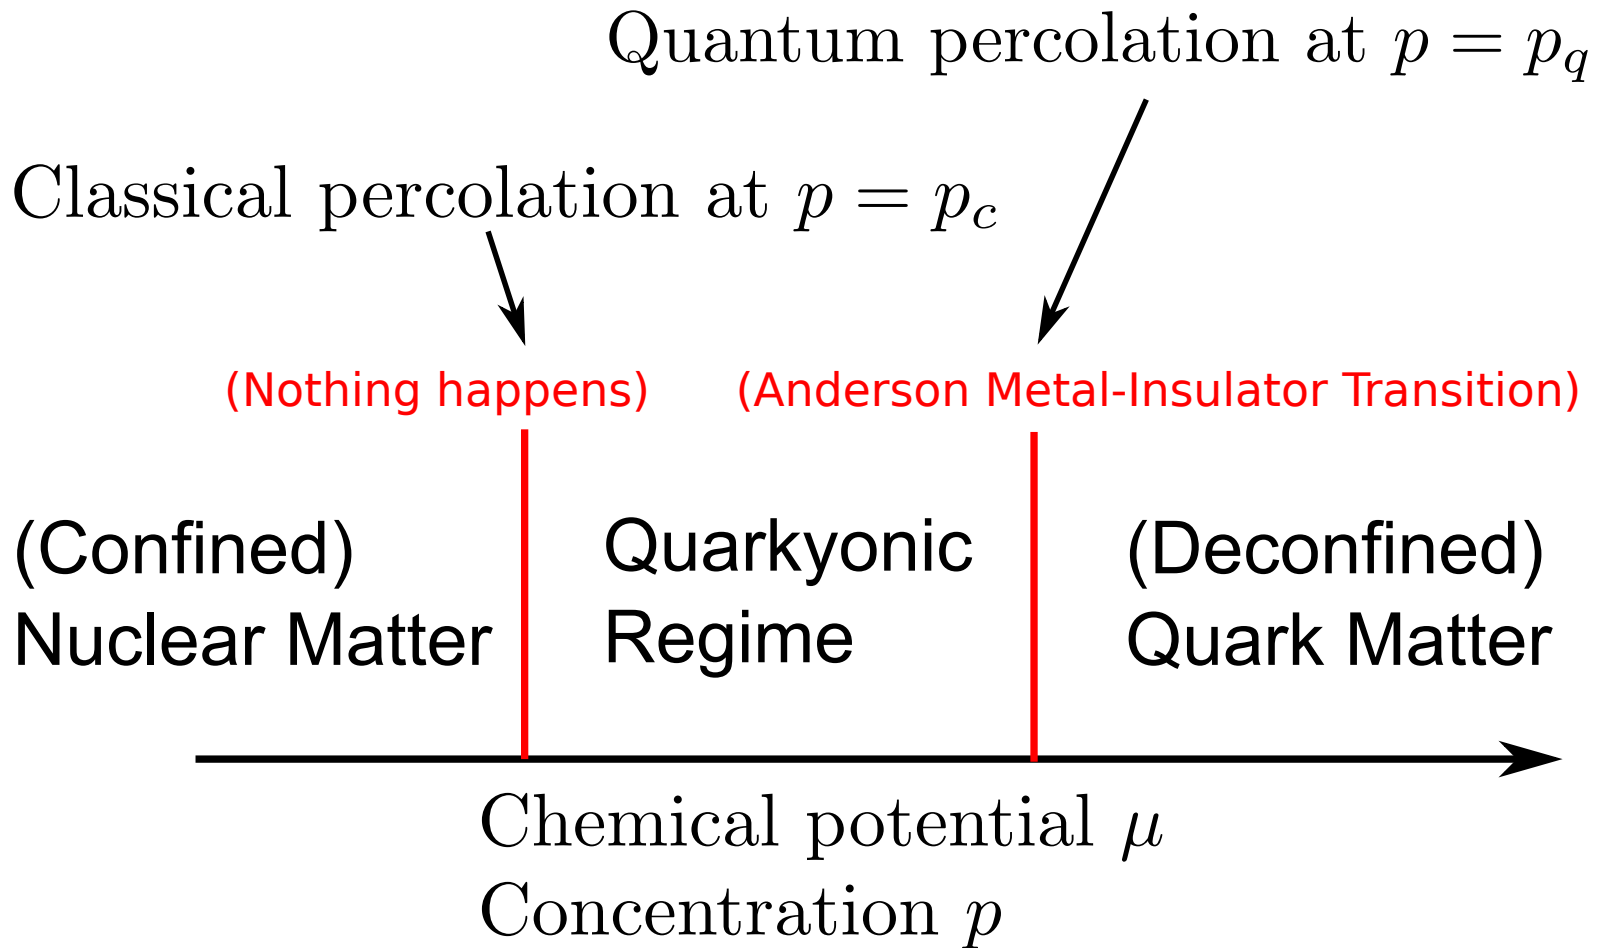 Quantum percolation at p = p_q
Classical percolation at p = p_c
(Nothing happens)
(Anderson Metal-Insulator Transition)
(Confined)
Nuclear Matter
Quarkyonic
Regime
(Deconfined)
Quark Matter
Chemical potential μ
Concentration p